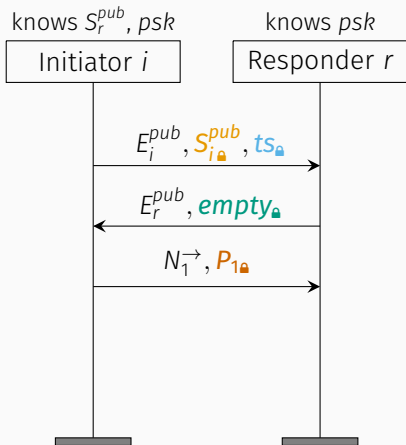 knows S_r^pub, psk
knows psk
Initiator i
Responder r
E_i^pub, S_i^pub🔒, ts🔒
E_r^pub, empty🔒
N_1^→, P_1🔒